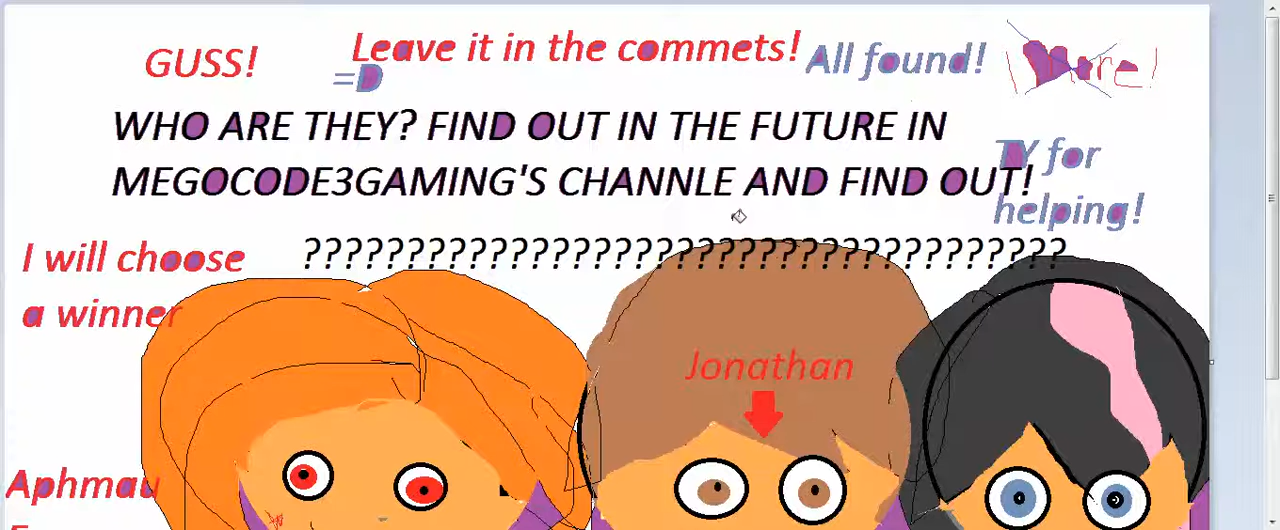 GUSS!
Leave it in the commets!
=D
All found!
WHO ARE THEY? FIND OUT IN THE FUTURE IN
MEGOCODE3GAMING'S CHANNLE AND FIND OUT!
TY for
helping!
I will choose
a winner
???????????????????????????????????????????
Jonathan
Aphmau